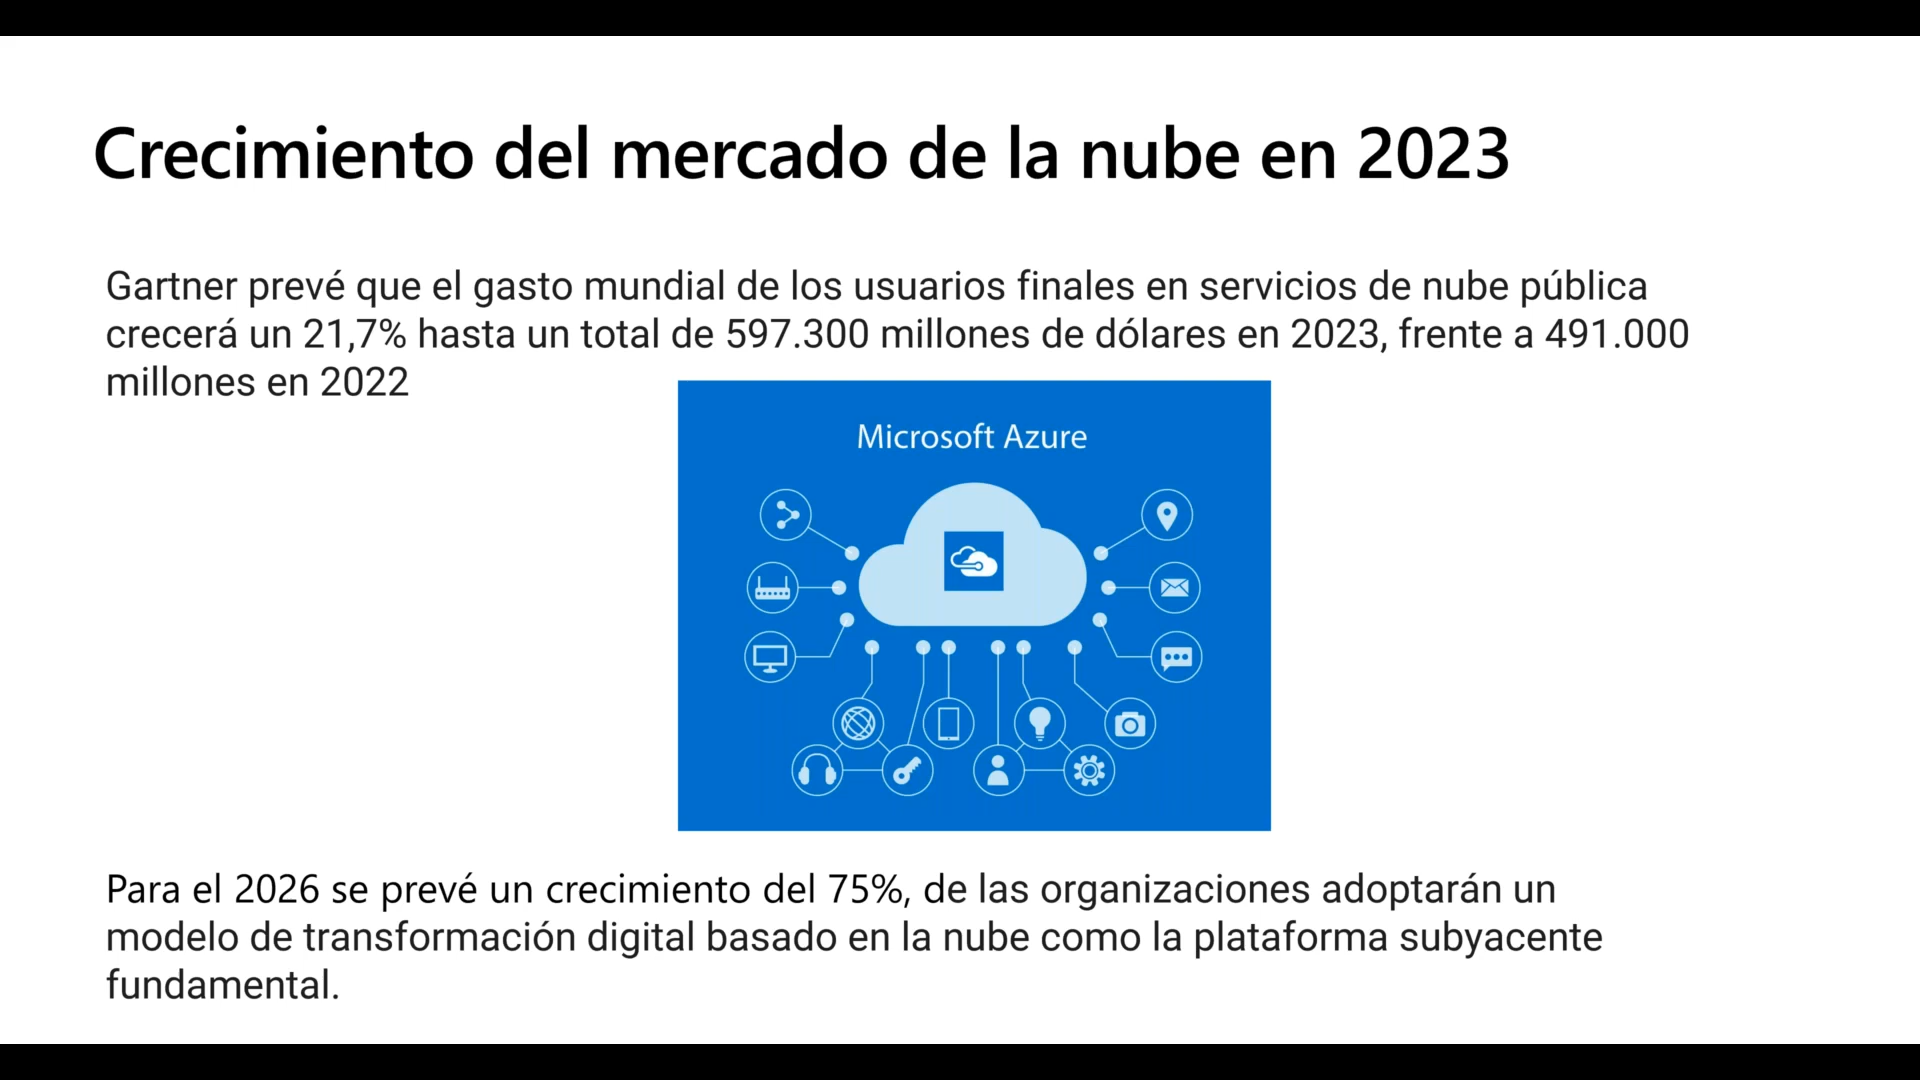 Crecimiento del mercado de la nube en 2023
Gartner prevé que el gasto mundial de los usuarios finales en servicios de nube pública
crecerá un 21,7% hasta un total de 597.300 millones de dólares en 2023, frente a 491.000
millones en 2022
Microsoft Azure
Para el 2026 se prevé un crecimiento del 75%, de las organizaciones adoptarán un
modelo de transformación digital basado en la nube como la plataforma subyacente
fundamental.